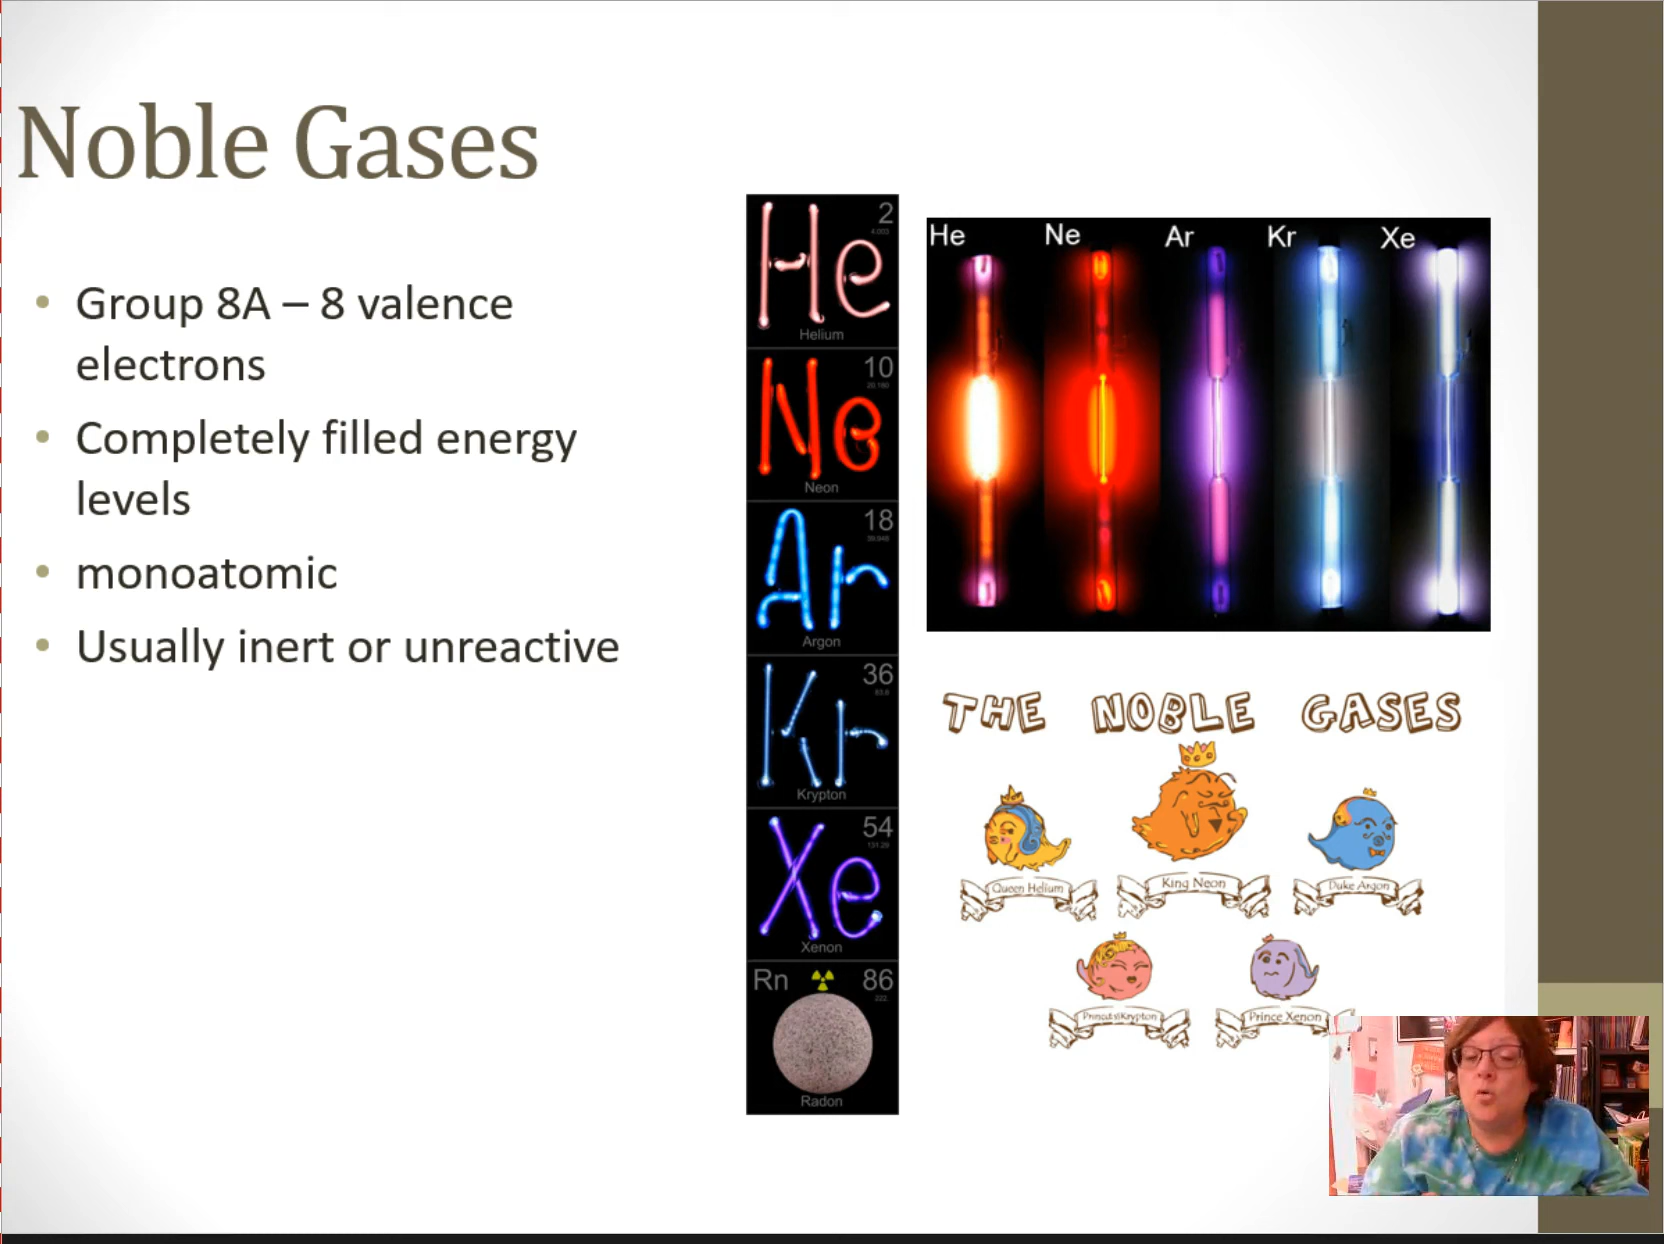 Noble Gases
Group 8A – 8 valence
electrons
Completely filled energy
levels
monoatomic
Usually inert or unreactive
2
4.003
He
Helium
10
20.180
Ne
Neon
18
39.948
Ar
Argon
36
83.8
Kr
Krypton
54
131.29
Xe
Xenon
Rn 86
222
Radon
He Ne Ar Kr Xe
THE NOBLE GASES
Queen Helium King Neon Duke Argon
Princess Krypton Prince Xenon